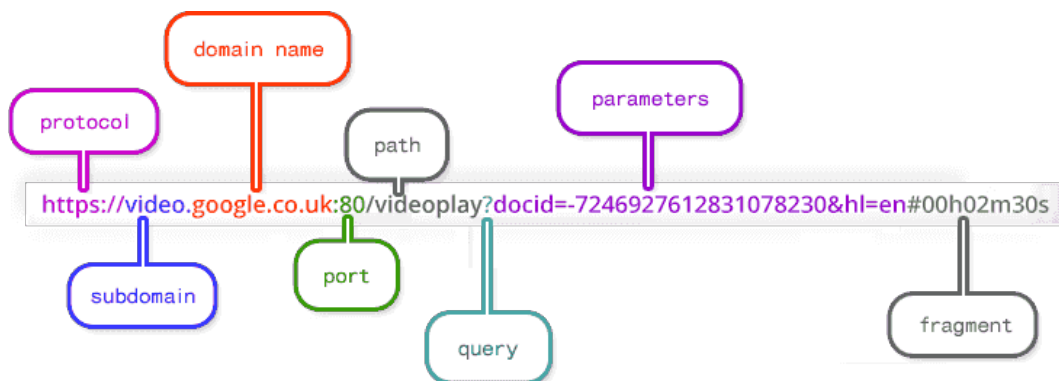 domain name
parameters
protocol
path
https://video.google.co.uk:80/videoplay?docid=-7246927612831078230&hl=en#00h02m30s
subdomain
port
query
fragment